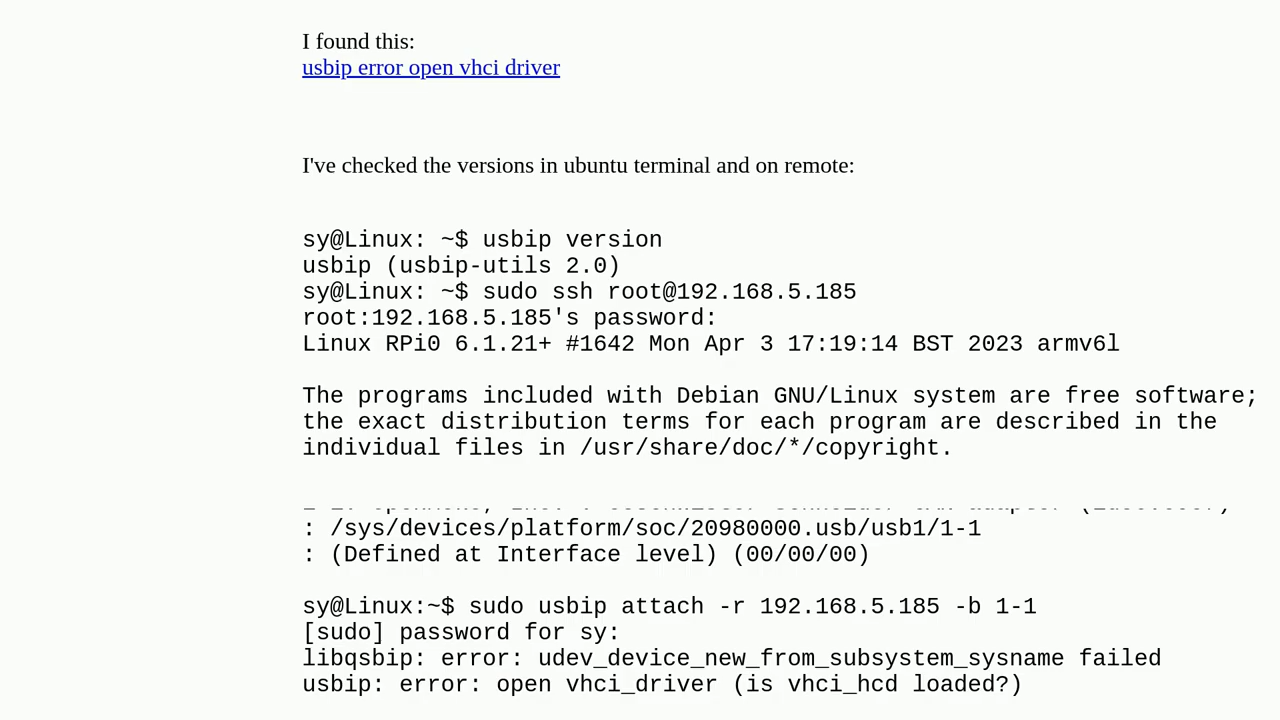 I found this:
usbip error open vhci driver
I've checked the versions in ubuntu terminal and on remote:
sy@Linux: ~$ usbip version
usbip (usbip-utils 2.0)
sy@Linux: ~$ sudo ssh root@192.168.5.185
root:192.168.5.185's password:
Linux RPi0 6.1.21+ #1642 Mon Apr 3 17:19:14 BST 2023 armv6l
The programs included with Debian GNU/Linux system are free software;
the exact distribution terms for each program are described in the
individual files in /usr/share/doc/*/copyright.
: /sys/devices/platform/soc/20980000.usb/usb1/1-1
: (Defined at Interface level) (00/00/00)
sy@Linux:~$ sudo usbip attach -r 192.168.5.185 -b 1-1
[sudo] password for sy:
libqsbip: error: udev_device_new_from_subsystem_sysname failed
usbip: error: open vhci_driver (is vhci_hcd loaded?)